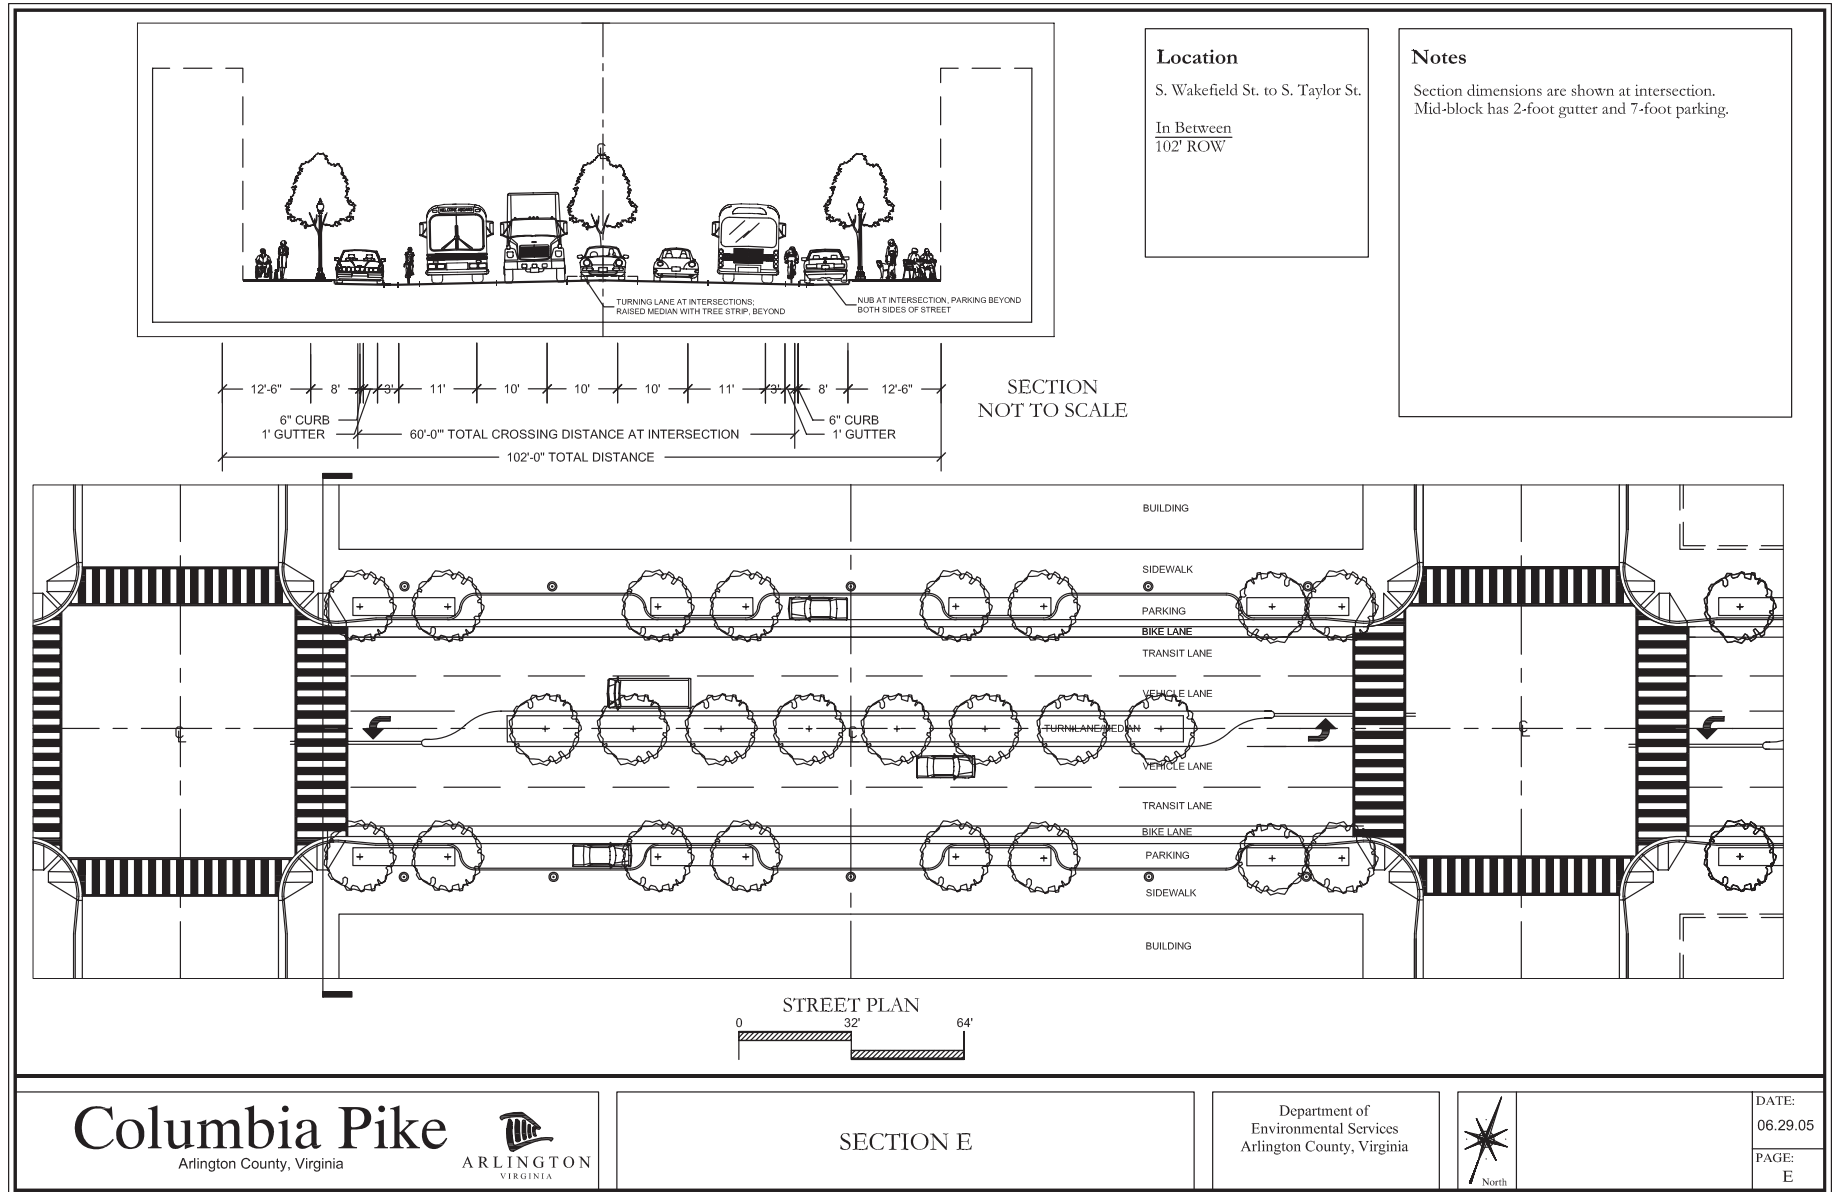 Location
S. Wakefield St. to S. Taylor St.
In Between
102' ROW
Notes
Section dimensions are shown at intersection.
Mid-block has 2-foot gutter and 7-foot parking.
℄
TURNING LANE AT INTERSECTIONS;
RAISED MEDIAN WITH TREE STRIP, BEYOND
NUB AT INTERSECTION, PARKING BEYOND
BOTH SIDES OF STREET
12'-6" 8' 3' 11' 10' 10' 10' 11' 3' 8' 12'-6"
6" CURB
1' GUTTER
6" CURB
1' GUTTER
60'-0'" TOTAL CROSSING DISTANCE AT INTERSECTION
102'-0" TOTAL DISTANCE
SECTION
NOT TO SCALE
BUILDING
SIDEWALK
PARKING
BIKE LANE
TRANSIT LANE
VEHICLE LANE
℄ ℄ TURN LANE/MEDIAN ℄
VEHICLE LANE
TRANSIT LANE
BIKE LANE
PARKING
SIDEWALK
BUILDING
STREET PLAN
0 32' 64'
Columbia Pike
Arlington County, Virginia
ARLINGTON
VIRGINIA
SECTION E
Department of
Environmental Services
Arlington County, Virginia
North
DATE:
06.29.05
PAGE:
E